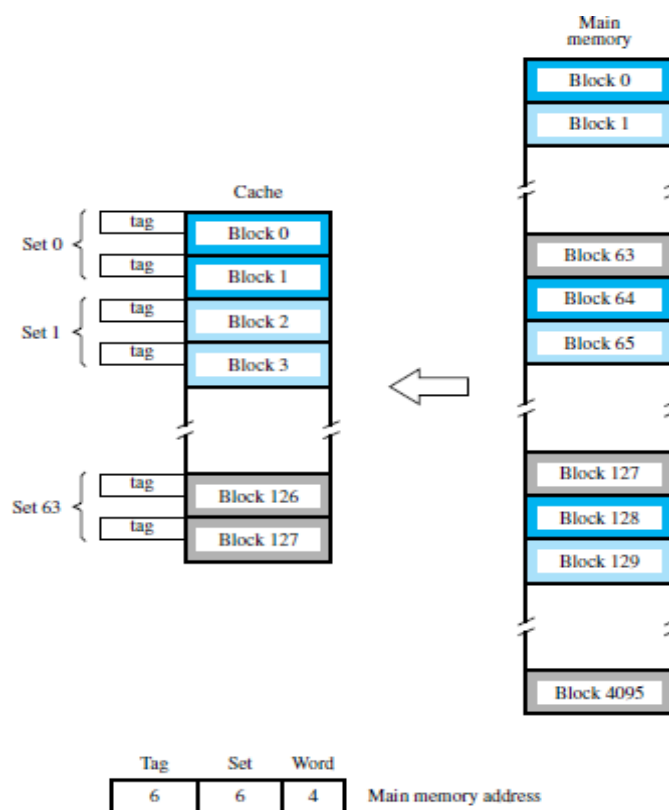 Main
memory
Block 0
Block 1
Cache
tag
Set 0
Block 0
Block 63
tag
Block 1
Block 64
tag
Set 1
Block 2
Block 65
tag
Block 3
tag
Set 63
Block 126
Block 127
tag
Block 127
Block 128
Block 129
Block 4095
Tag Set Word
6 6 4 Main memory address